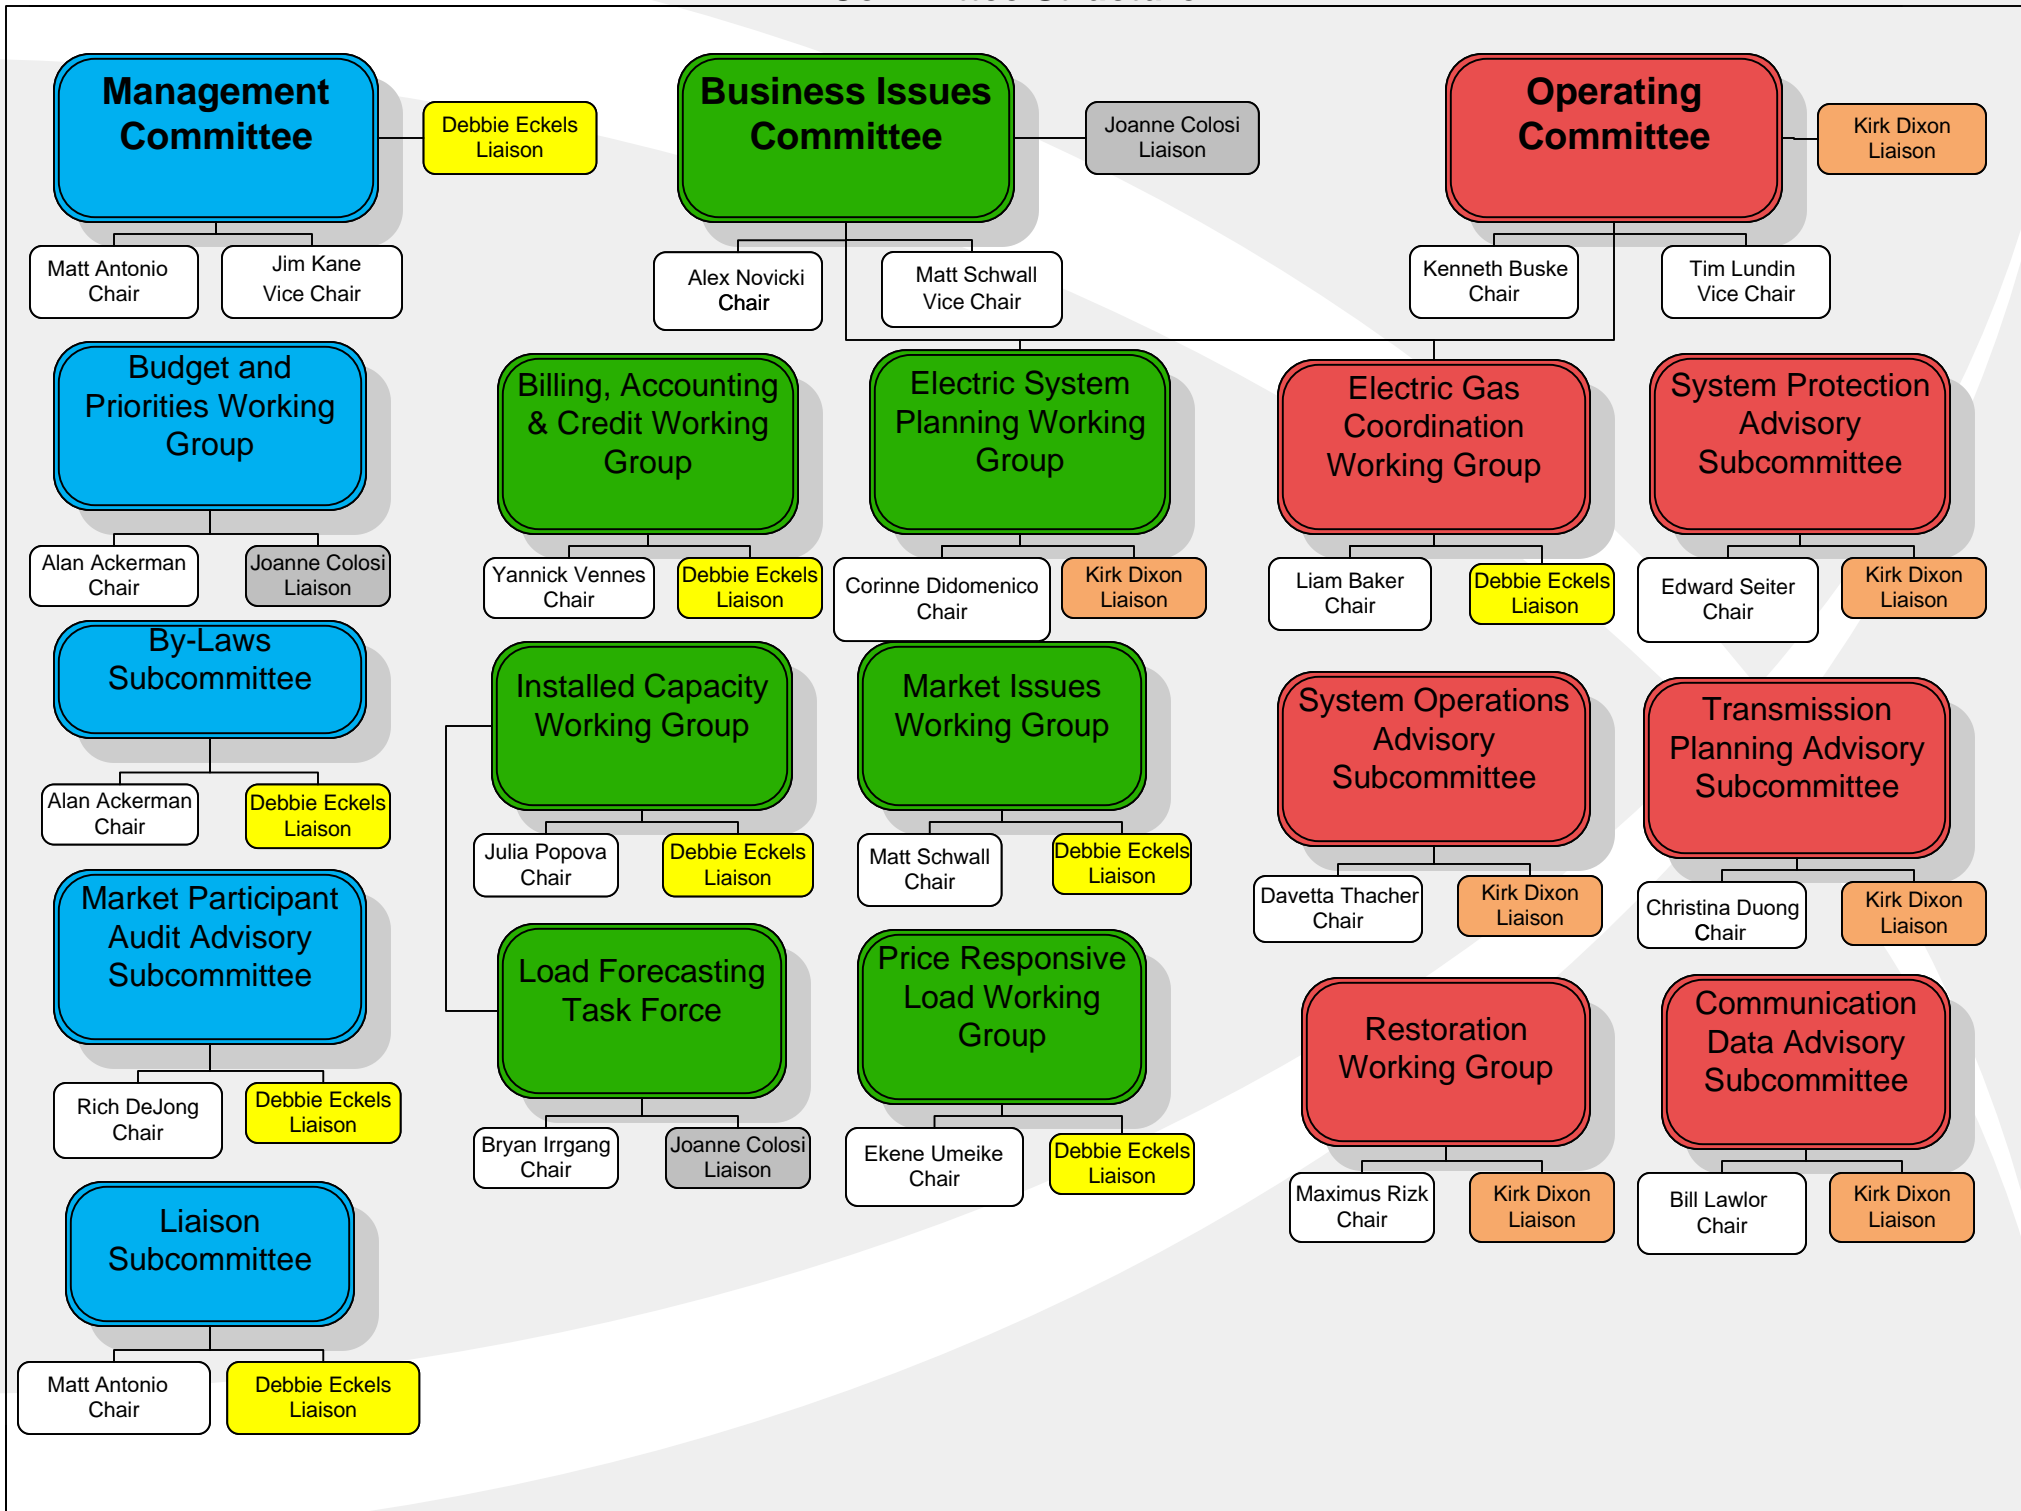 Management
Committee
Debbie Eckels
Liaison
Business Issues
Committee
Joanne Colosi
Liaison
Operating
Committee
Kirk Dixon
Liaison
Matt Antonio
Chair
Jim Kane
Vice Chair
Alex Novicki
Chair
Matt Schwall
Vice Chair
Kenneth Buske
Chair
Tim Lundin
Vice Chair
Budget and
Priorities Working
Group
Alan Ackerman
Chair
Joanne Colosi
Liaison
Billing, Accounting
& Credit Working
Group
Yannick Vennes
Chair
Debbie Eckels
Liaison
Electric System
Planning Working
Group
Corinne Didomenico
Chair
Kirk Dixon
Liaison
Electric Gas
Coordination
Working Group
Liam Baker
Chair
Debbie Eckels
Liaison
System Protection
Advisory
Subcommittee
Edward Seiter
Chair
Kirk Dixon
Liaison
By-Laws
Subcommittee
Alan Ackerman
Chair
Debbie Eckels
Liaison
Installed Capacity
Working Group
Julia Popova
Chair
Debbie Eckels
Liaison
Market Issues
Working Group
Matt Schwall
Chair
Debbie Eckels
Liaison
System Operations
Advisory
Subcommittee
Davetta Thacher
Chair
Kirk Dixon
Liaison
Transmission
Planning Advisory
Subcommittee
Christina Duong
Chair
Kirk Dixon
Liaison
Market Participant
Audit Advisory
Subcommittee
Rich DeJong
Chair
Debbie Eckels
Liaison
Load Forecasting
Task Force
Bryan Irrgang
Chair
Joanne Colosi
Liaison
Price Responsive
Load Working
Group
Ekene Umeike
Chair
Debbie Eckels
Liaison
Restoration
Working Group
Maximus Rizk
Chair
Kirk Dixon
Liaison
Communication
Data Advisory
Subcommittee
Bill Lawlor
Chair
Kirk Dixon
Liaison
Liaison
Subcommittee
Matt Antonio
Chair
Debbie Eckels
Liaison